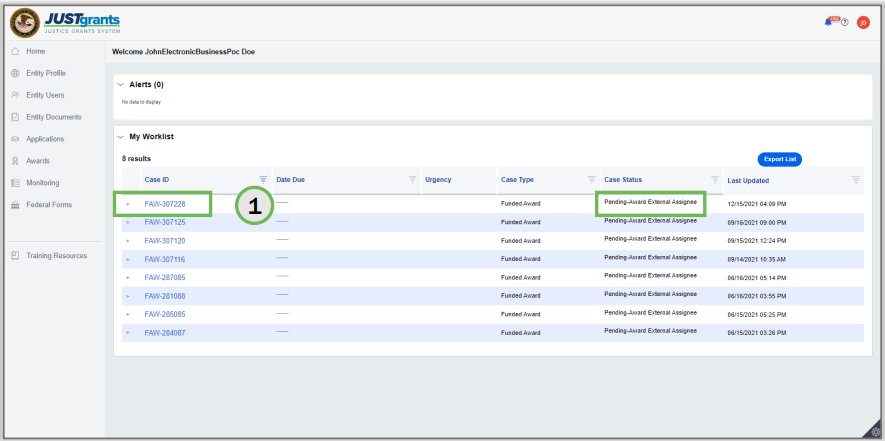 JUSTgrants
JUSTICE GRANTS SYSTEM
JD
Home
Entity Profile
Entity Users
Entity Documents
Applications
Awards
Monitoring
Federal Forms
Training Resources
Welcome JohnElectronicBusinessPoc Doe
Alerts (0)
No data to display
My Worklist
8 results
Export List
Case ID Date Due Urgency Case Type Case Status Last Updated
1
FAW-307228 Funded Award Pending-Award External Assignee 12/15/2021 04:09 PM
FAW-307125 Funded Award Pending-Award External Assignee 09/16/2021 09:00 PM
FAW-307120 Funded Award Pending-Award External Assignee 09/15/2021 12:24 PM
FAW-307116 Funded Award Pending-Award External Assignee 09/14/2021 10:35 AM
FAW-287085 Funded Award Pending-Award External Assignee 06/16/2021 05:14 PM
FAW-281088 Funded Award Pending-Award External Assignee 06/16/2021 03:55 PM
FAW-285085 Funded Award Pending-Award External Assignee 06/15/2021 05:25 PM
FAW-284087 Funded Award Pending-Award External Assignee 06/15/2021 03:26 PM